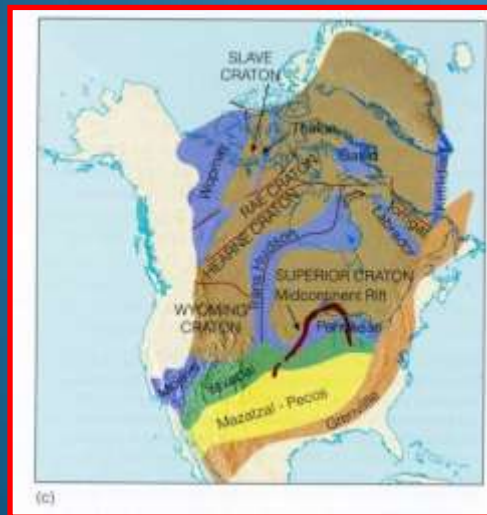 SLAVE
CRATON
Thelon
Wopmay
RAE CRATON
HEARNE CRATON
Torngat
Labrador
Trans Hudson
SUPERIOR CRATON
Midcontinent Rift
WYOMING
CRATON
Penokean
Yavapai
Mazatzal - Pecos
Grenville
(c)